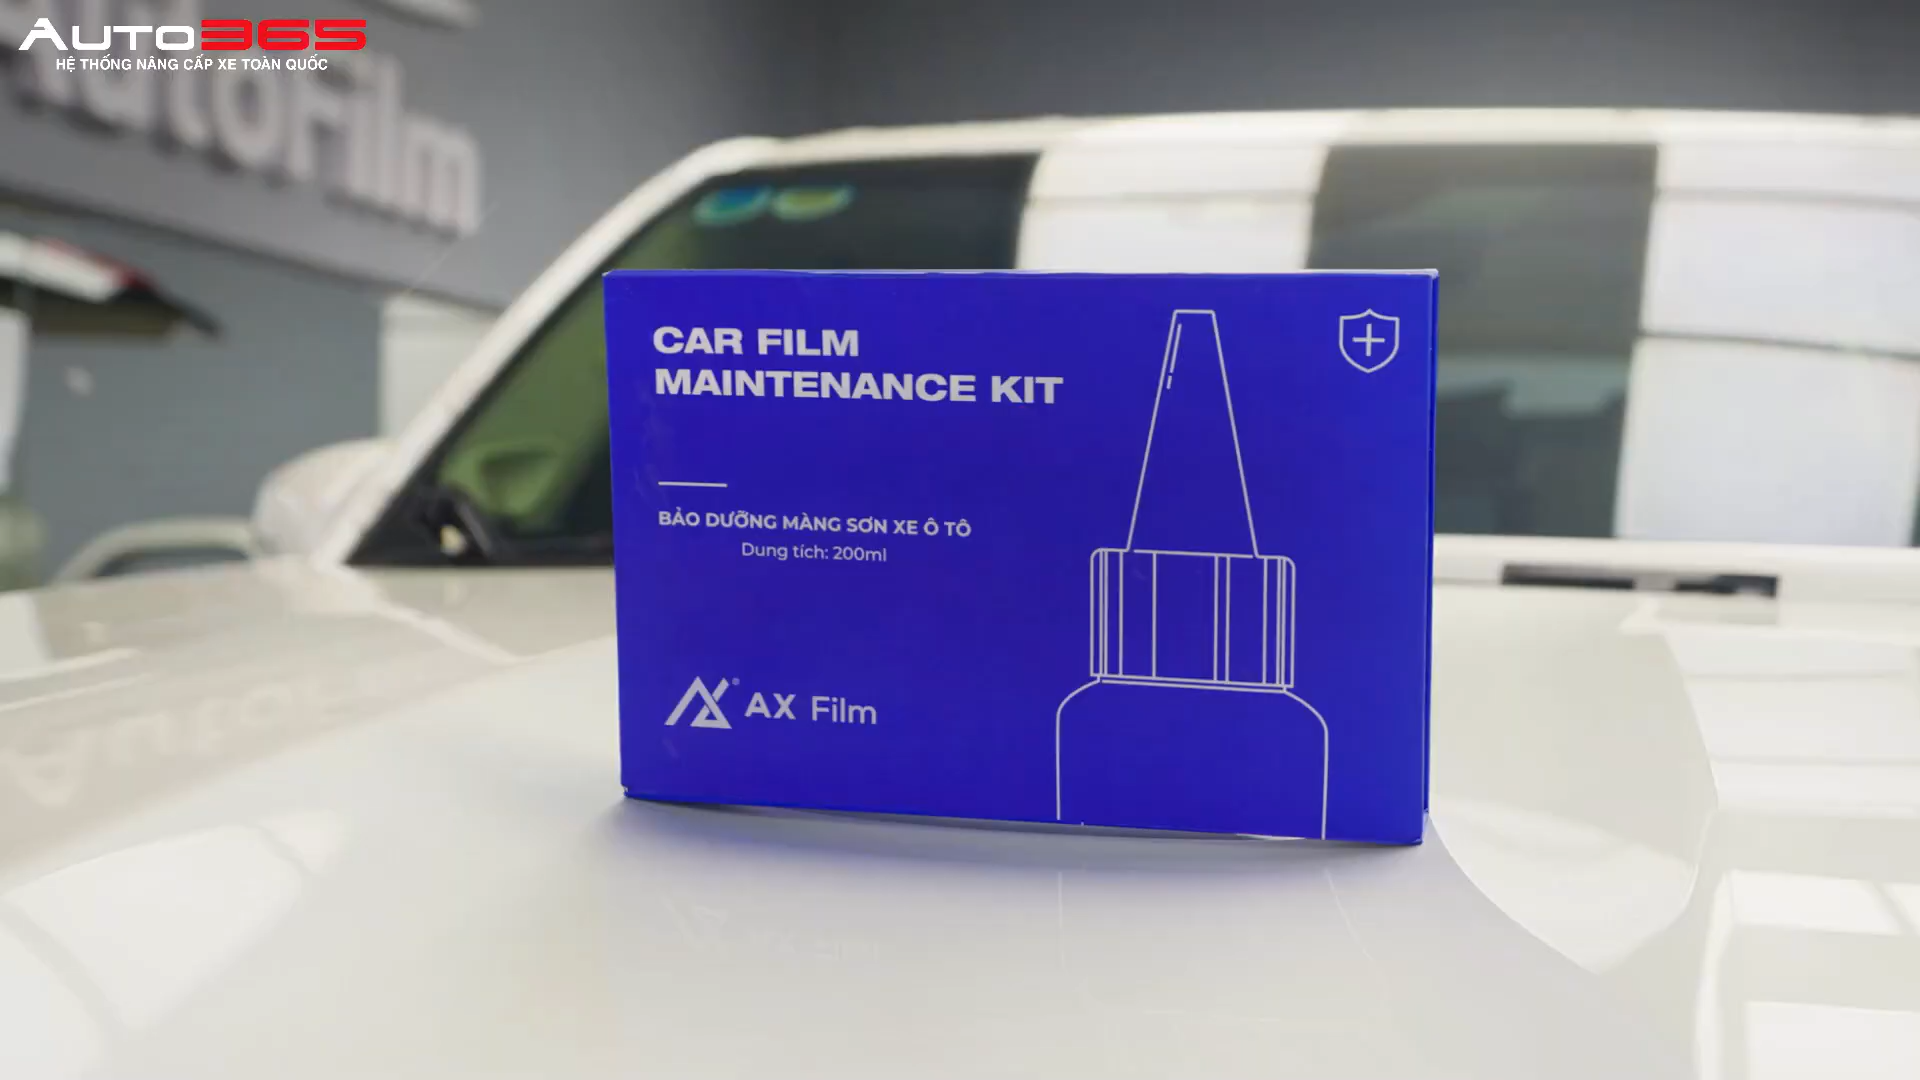 AUTO365
HỆ THỐNG NÂNG CẤP XE TOÀN QUỐC
AutoFilm
CAR FILM
MAINTENANCE KIT
BẢO DƯỠNG MÀNG SƠN XE Ô TÔ
Dung tích: 200ml
AX Film